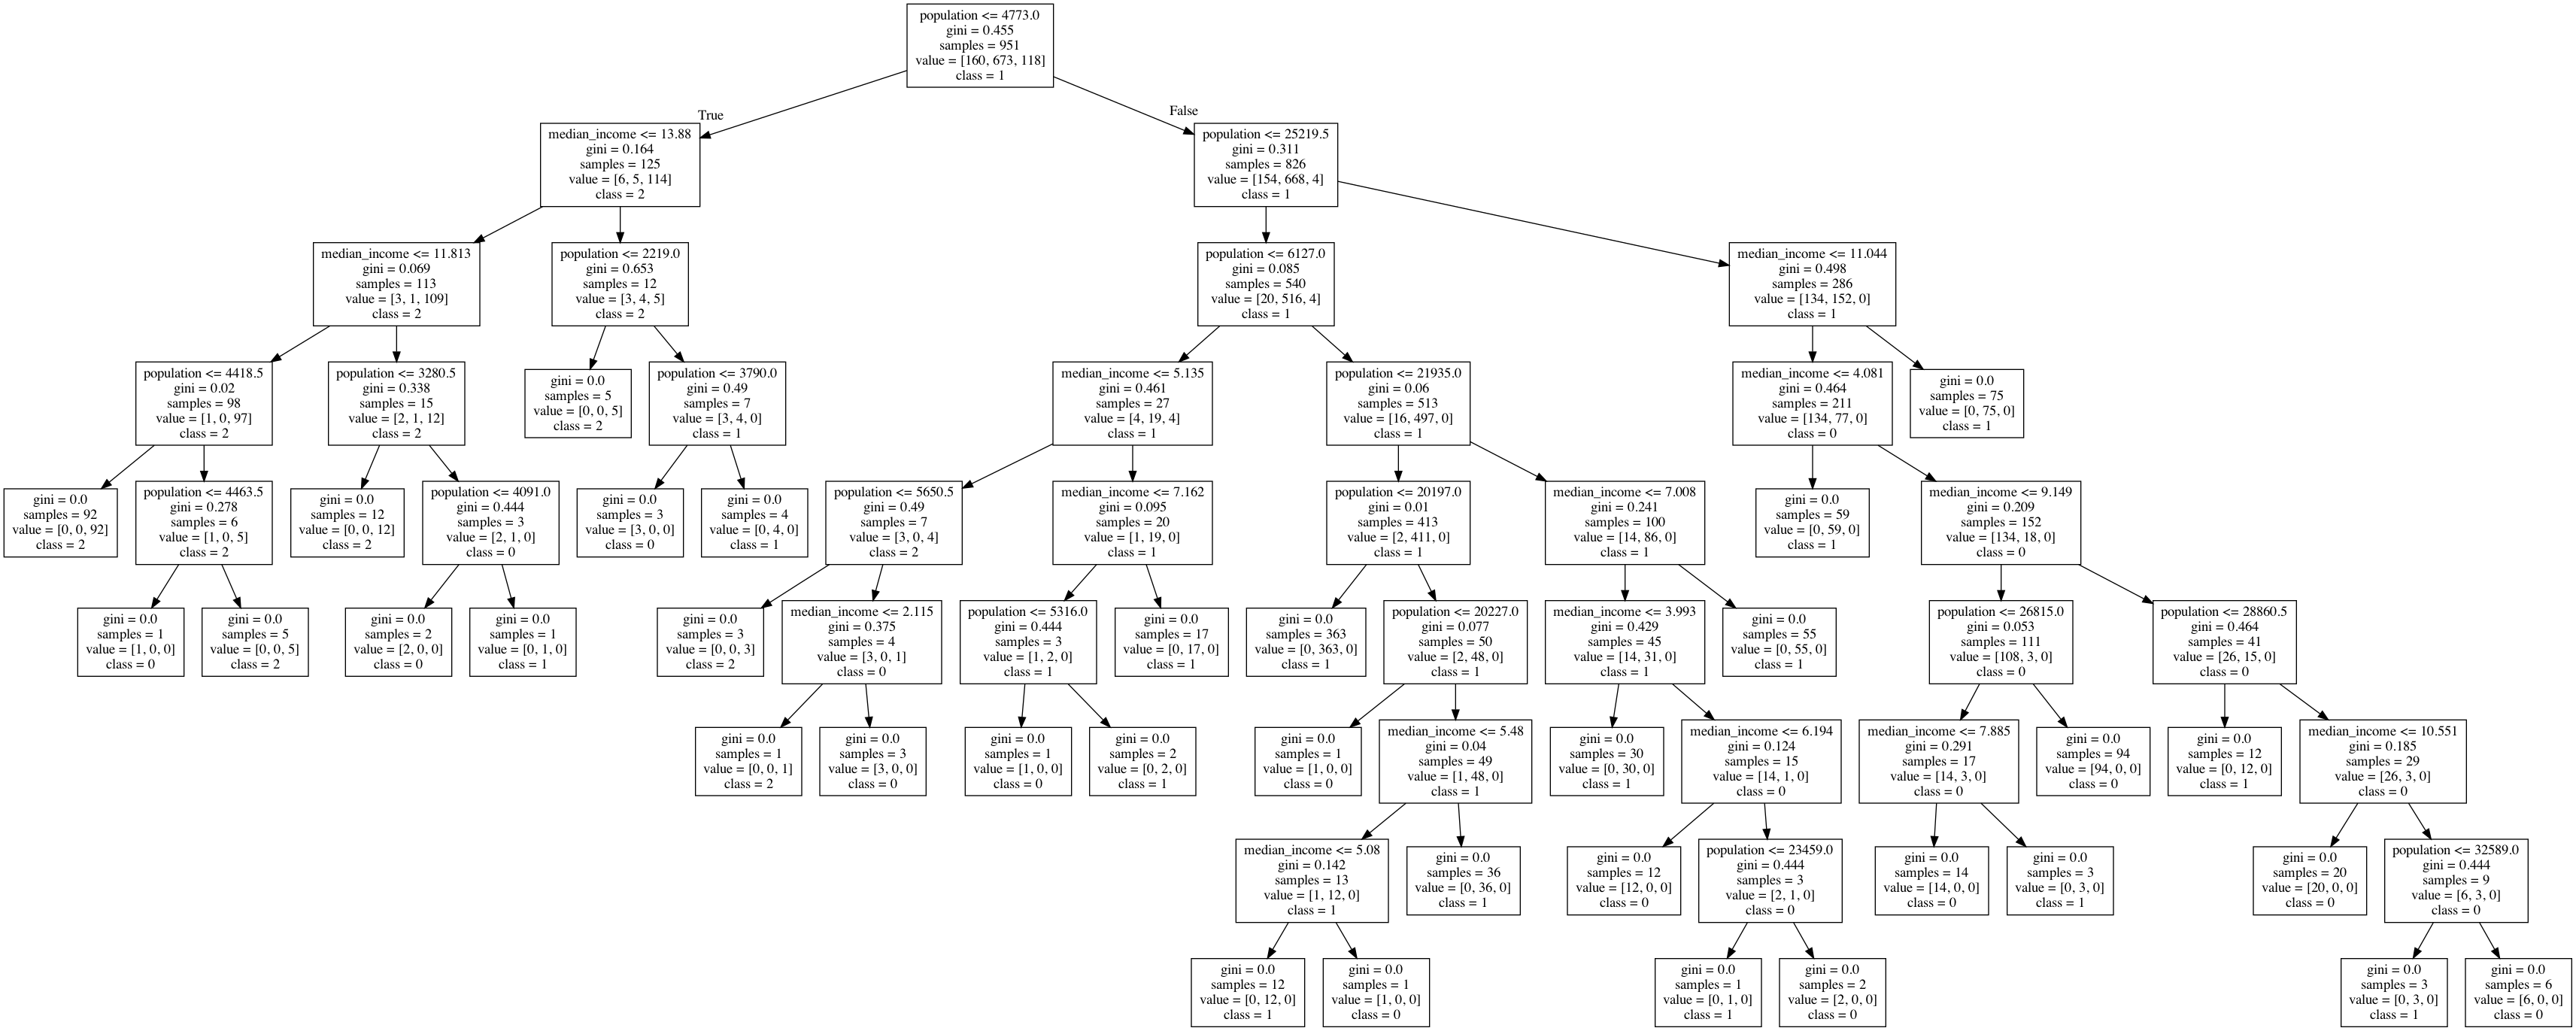 population <= 4773.0
gini = 0.455
samples = 951
value = [160, 673, 118]
class = 1
True
False
median_income <= 13.88
gini = 0.164
samples = 125
value = [6, 5, 114]
class = 2
population <= 25219.5
gini = 0.311
samples = 826
value = [154, 668, 4]
class = 1
median_income <= 11.813
gini = 0.069
samples = 113
value = [3, 1, 109]
class = 2
population <= 2219.0
gini = 0.653
samples = 12
value = [3, 4, 5]
class = 2
population <= 6127.0
gini = 0.085
samples = 540
value = [20, 516, 4]
class = 1
median_income <= 11.044
gini = 0.498
samples = 286
value = [134, 152, 0]
class = 1
population <= 4418.5
gini = 0.02
samples = 98
value = [1, 0, 97]
class = 2
population <= 3280.5
gini = 0.338
samples = 15
value = [2, 1, 12]
class = 2
gini = 0.0
samples = 5
value = [0, 0, 5]
class = 2
population <= 3790.0
gini = 0.49
samples = 7
value = [3, 4, 0]
class = 1
median_income <= 5.135
gini = 0.461
samples = 27
value = [4, 19, 4]
class = 1
population <= 21935.0
gini = 0.06
samples = 513
value = [16, 497, 0]
class = 1
median_income <= 4.081
gini = 0.464
samples = 211
value = [134, 77, 0]
class = 0
gini = 0.0
samples = 75
value = [0, 75, 0]
class = 1
gini = 0.0
samples = 92
value = [0, 0, 92]
class = 2
population <= 4463.5
gini = 0.278
samples = 6
value = [1, 0, 5]
class = 2
gini = 0.0
samples = 12
value = [0, 0, 12]
class = 2
population <= 4091.0
gini = 0.444
samples = 3
value = [2, 1, 0]
class = 0
gini = 0.0
samples = 3
value = [3, 0, 0]
class = 0
gini = 0.0
samples = 4
value = [0, 4, 0]
class = 1
population <= 5650.5
gini = 0.49
samples = 7
value = [3, 0, 4]
class = 2
median_income <= 7.162
gini = 0.095
samples = 20
value = [1, 19, 0]
class = 1
population <= 20197.0
gini = 0.01
samples = 413
value = [2, 411, 0]
class = 1
median_income <= 7.008
gini = 0.241
samples = 100
value = [14, 86, 0]
class = 1
gini = 0.0
samples = 59
value = [0, 59, 0]
class = 1
median_income <= 9.149
gini = 0.209
samples = 152
value = [134, 18, 0]
class = 0
gini = 0.0
samples = 1
value = [1, 0, 0]
class = 0
gini = 0.0
samples = 5
value = [0, 0, 5]
class = 2
gini = 0.0
samples = 2
value = [2, 0, 0]
class = 0
gini = 0.0
samples = 1
value = [0, 1, 0]
class = 1
gini = 0.0
samples = 3
value = [0, 0, 3]
class = 2
median_income <= 2.115
gini = 0.375
samples = 4
value = [3, 0, 1]
class = 0
population <= 5316.0
gini = 0.444
samples = 3
value = [1, 2, 0]
class = 1
gini = 0.0
samples = 17
value = [0, 17, 0]
class = 1
gini = 0.0
samples = 363
value = [0, 363, 0]
class = 1
population <= 20227.0
gini = 0.077
samples = 50
value = [2, 48, 0]
class = 1
median_income <= 3.993
gini = 0.429
samples = 45
value = [14, 31, 0]
class = 1
gini = 0.0
samples = 55
value = [0, 55, 0]
class = 1
population <= 26815.0
gini = 0.053
samples = 111
value = [108, 3, 0]
class = 0
population <= 28860.5
gini = 0.464
samples = 41
value = [26, 15, 0]
class = 0
gini = 0.0
samples = 1
value = [0, 0, 1]
class = 2
gini = 0.0
samples = 3
value = [3, 0, 0]
class = 0
gini = 0.0
samples = 1
value = [1, 0, 0]
class = 0
gini = 0.0
samples = 2
value = [0, 2, 0]
class = 1
gini = 0.0
samples = 1
value = [1, 0, 0]
class = 0
median_income <= 5.48
gini = 0.04
samples = 49
value = [1, 48, 0]
class = 1
gini = 0.0
samples = 30
value = [0, 30, 0]
class = 1
median_income <= 6.194
gini = 0.124
samples = 15
value = [14, 1, 0]
class = 0
median_income <= 7.885
gini = 0.291
samples = 17
value = [14, 3, 0]
class = 0
gini = 0.0
samples = 94
value = [94, 0, 0]
class = 0
gini = 0.0
samples = 12
value = [0, 12, 0]
class = 1
median_income <= 10.551
gini = 0.185
samples = 29
value = [26, 3, 0]
class = 0
median_income <= 5.08
gini = 0.142
samples = 13
value = [1, 12, 0]
class = 1
gini = 0.0
samples = 36
value = [0, 36, 0]
class = 1
gini = 0.0
samples = 12
value = [12, 0, 0]
class = 0
population <= 23459.0
gini = 0.444
samples = 3
value = [2, 1, 0]
class = 0
gini = 0.0
samples = 14
value = [14, 0, 0]
class = 0
gini = 0.0
samples = 3
value = [0, 3, 0]
class = 1
gini = 0.0
samples = 20
value = [20, 0, 0]
class = 0
population <= 32589.0
gini = 0.444
samples = 9
value = [6, 3, 0]
class = 0
gini = 0.0
samples = 12
value = [0, 12, 0]
class = 1
gini = 0.0
samples = 1
value = [1, 0, 0]
class = 0
gini = 0.0
samples = 1
value = [0, 1, 0]
class = 1
gini = 0.0
samples = 2
value = [2, 0, 0]
class = 0
gini = 0.0
samples = 3
value = [0, 3, 0]
class = 1
gini = 0.0
samples = 6
value = [6, 0, 0]
class = 0